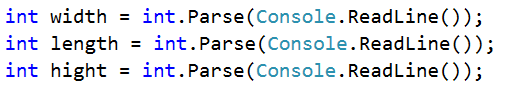 int width = int.Parse(Console.ReadLine());
int length = int.Parse(Console.ReadLine());
int hight = int.Parse(Console.ReadLine());